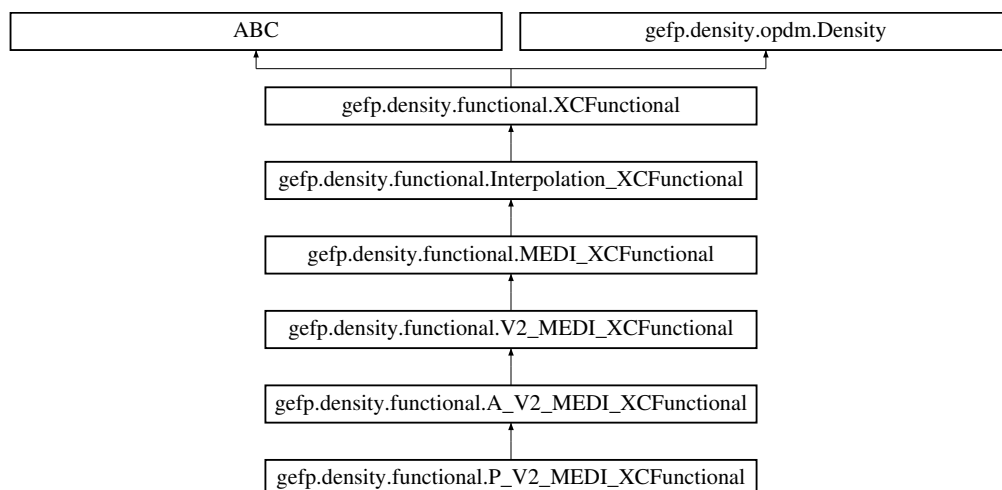 ABC
gefp.density.opdm.Density
gefp.density.functional.XCFunctional
gefp.density.functional.Interpolation_XCFunctional
gefp.density.functional.MEDI_XCFunctional
gefp.density.functional.V2_MEDI_XCFunctional
gefp.density.functional.A_V2_MEDI_XCFunctional
gefp.density.functional.P_V2_MEDI_XCFunctional